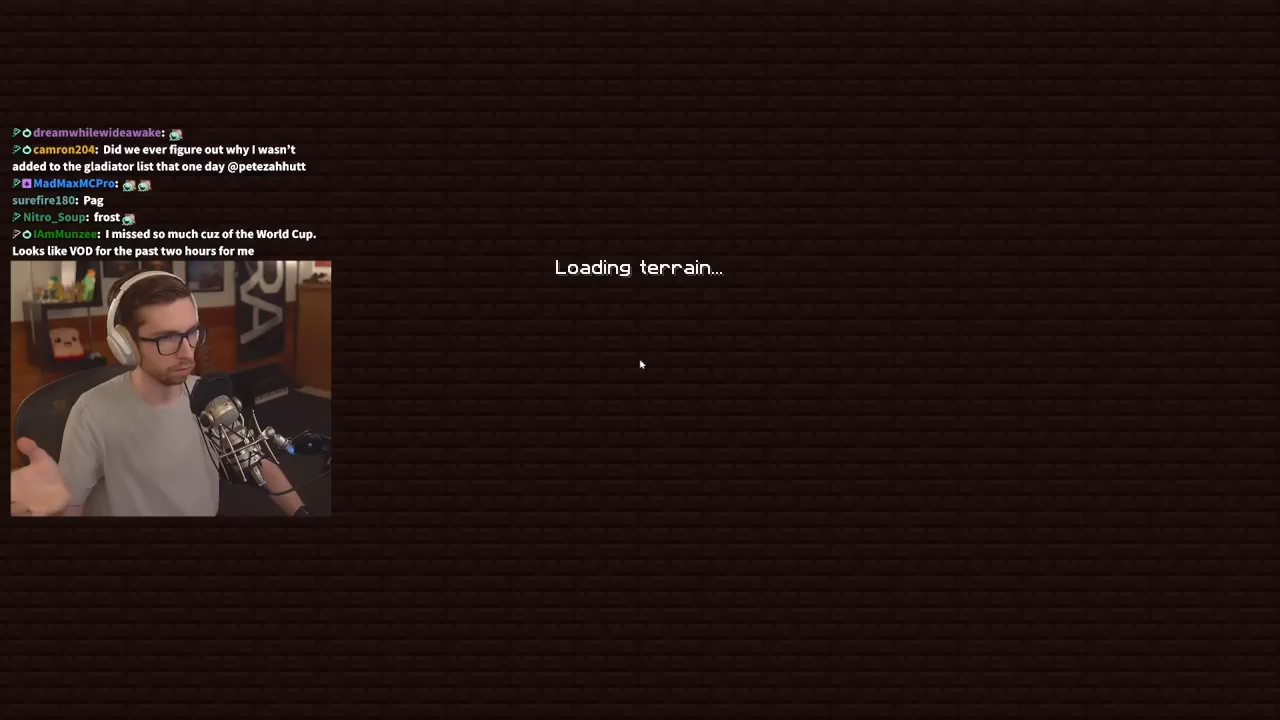 dreamwhilewideawake:
camron204: Did we ever figure out why I wasn't
added to the gladiator list that one day @petezahhutt
MadMaxMCPro:
surefire180: Pag
Nitro_Soup: frost
IAmMunzee: I missed so much cuz of the World Cup.
Looks like VOD for the past two hours for me
Loading terrain...
RA